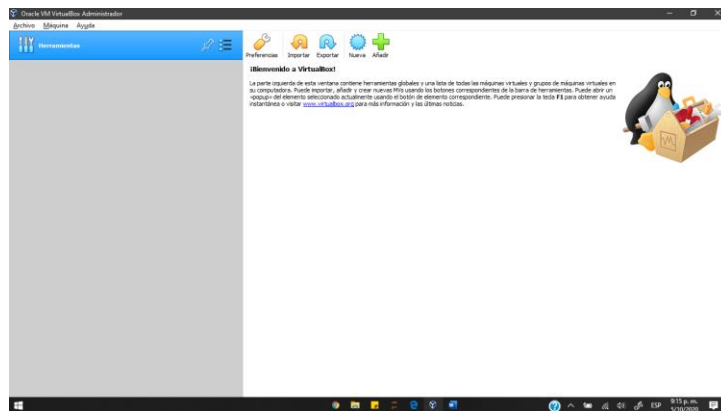 Oracle VM VirtualBox Administrador
Archivo Máquina Ayuda
Herramientas
Preferencias Importar Exportar Nueva Añadir
¡Bienvenido a VirtualBox!
La parte izquierda de esta ventana contiene herramientas globales y una lista de todas las máquinas virtuales y grupos de máquinas virtuales en
su computadora. Puede importar, añadir y crear nuevas MVs usando los botones correspondientes de la barra de herramientas. Puede abrir un
«popup» del elemento seleccionado actualmente usando el botón de elemento correspondiente. Puede presionar la tecla F1 para obtener ayuda
instantánea o visitar www.virtualbox.org para más información y las últimas noticias.
ESP
9:15 p. m.
5/10/2020